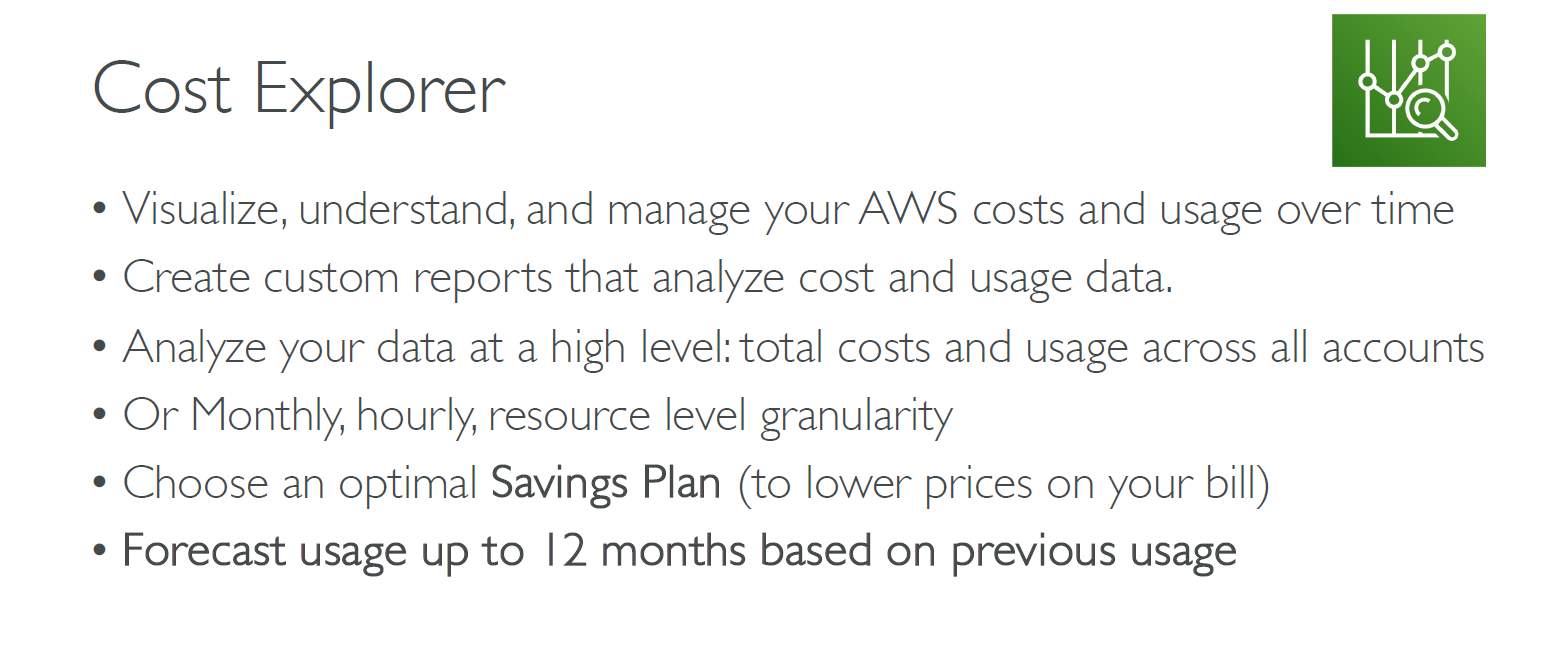 Cost Explorer
• Visualize, understand, and manage your AWS costs and usage over time
• Create custom reports that analyze cost and usage data.
• Analyze your data at a high level: total costs and usage across all accounts
• Or Monthly, hourly, resource level granularity
• Choose an optimal Savings Plan (to lower prices on your bill)
• Forecast usage up to 12 months based on previous usage